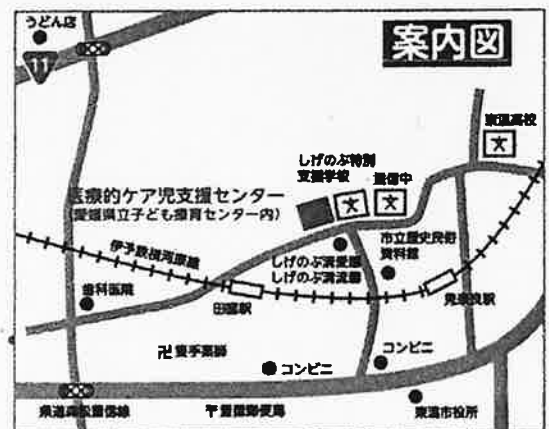 うどん店
11
案内図
東温高校
しげのぶ特別
支援学校
重信中
医療的ケア児支援センター
(愛媛県立子ども療育センター内)
伊予鉄横河原線
しげのぶ清愛園
しげのぶ清流園
市立歴史民俗
資料館
歯科医院
田窪駅
見奈良駅
卍 香手薬師
コンビニ
コンビニ
県道森松重信線
〒重信郵便局
東温市役所